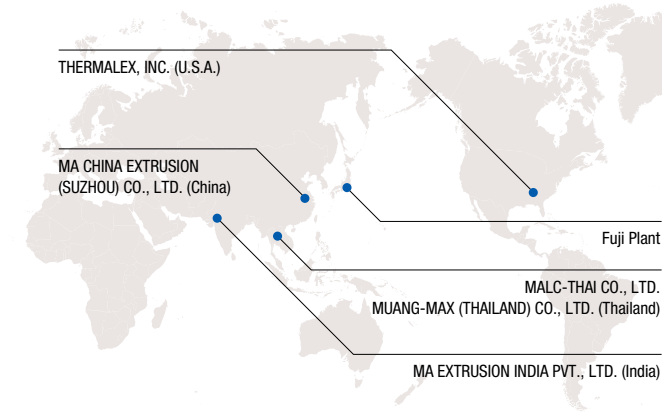 THERMALEX, INC. (U.S.A.)
MA CHINA EXTRUSION
(SUZHOU) CO., LTD. (China)
Fuji Plant
MALC-THAI CO., LTD.
MUANG-MAX (THAILAND) CO., LTD. (Thailand)
MA EXTRUSION INDIA PVT., LTD. (India)